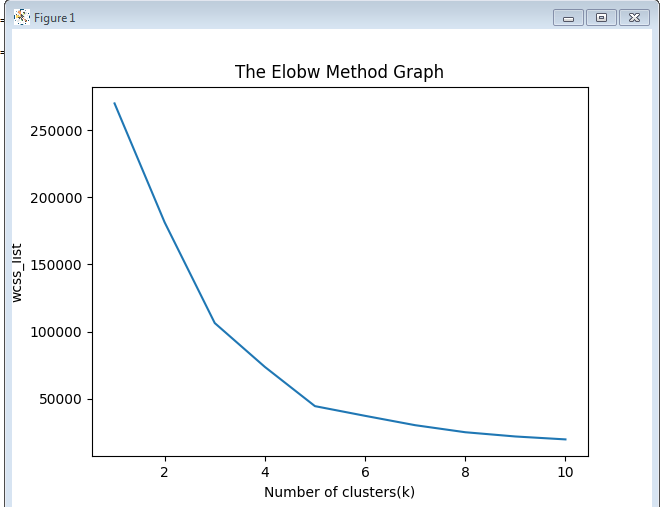 Figure 1
The Elobw Method Graph
250000
200000
150000
100000
50000
wcss_list
2 4 6 8 10
Number of clusters(k)